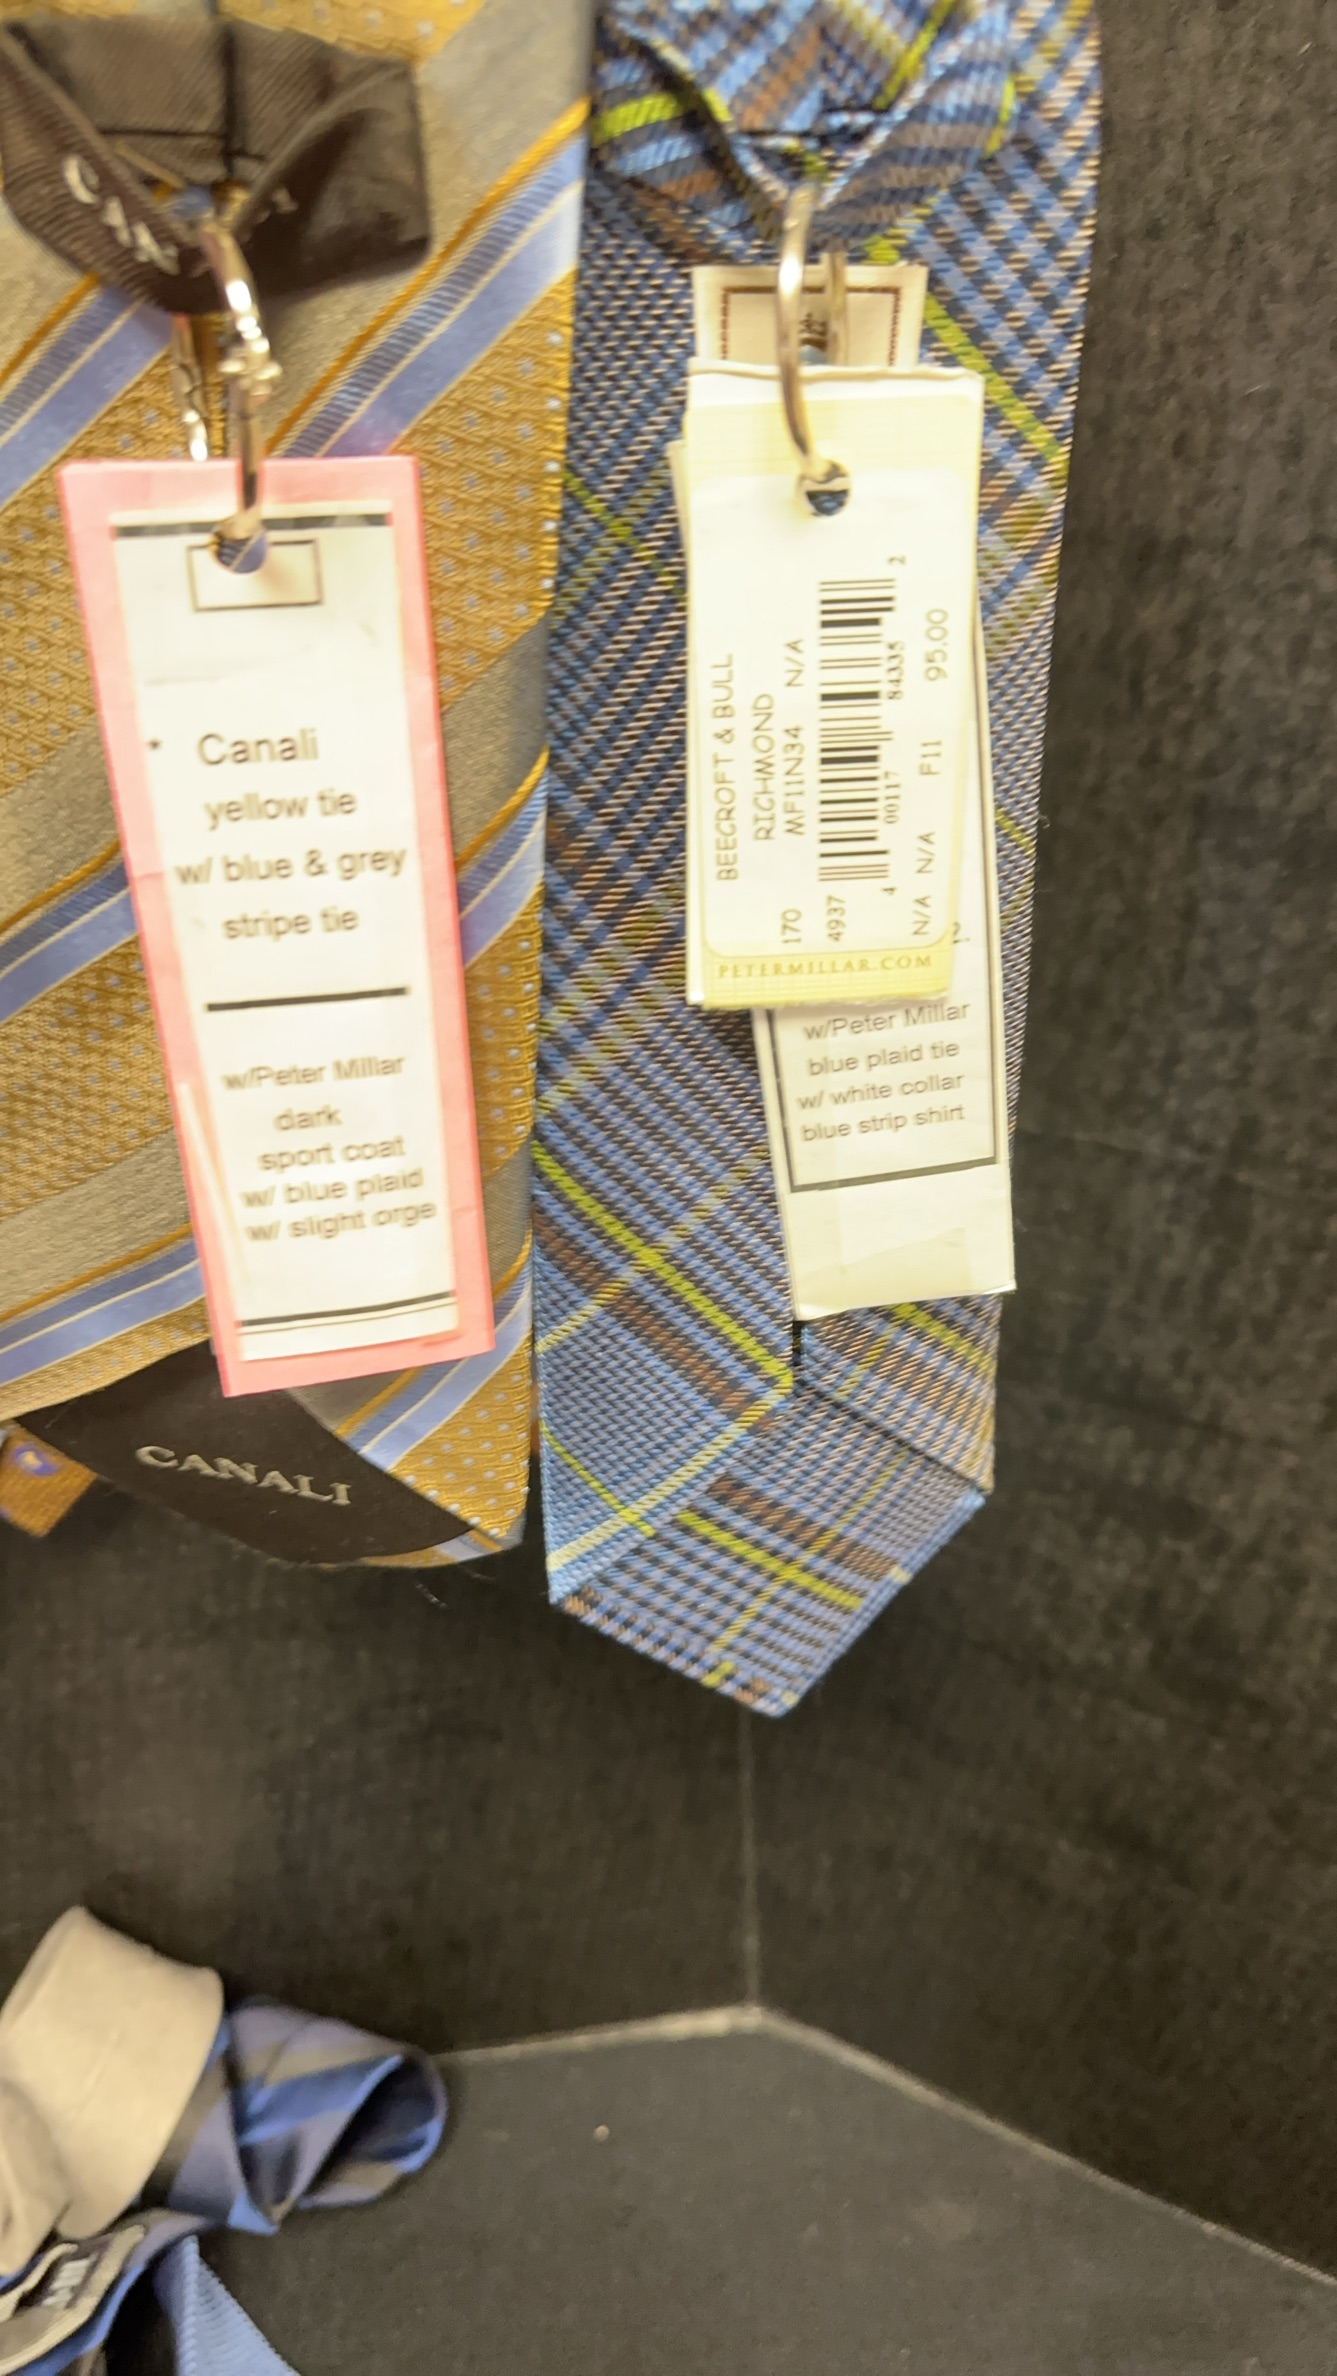 Canali
yellow tie
w/ blue & grey
stripe tie
w/Peter Millar
dark
sport coat
w/ blue plaid
w/ slight orge
CANALI
BEECROFT & BULL
RICHMOND
MF11N34 N/A
170
4937
4 00117 84335 2
N/A N/A F11 95.00
PETERMILLAR.COM
w/Peter Millar
blue plaid tie
w/ white collar
blue strip shirt